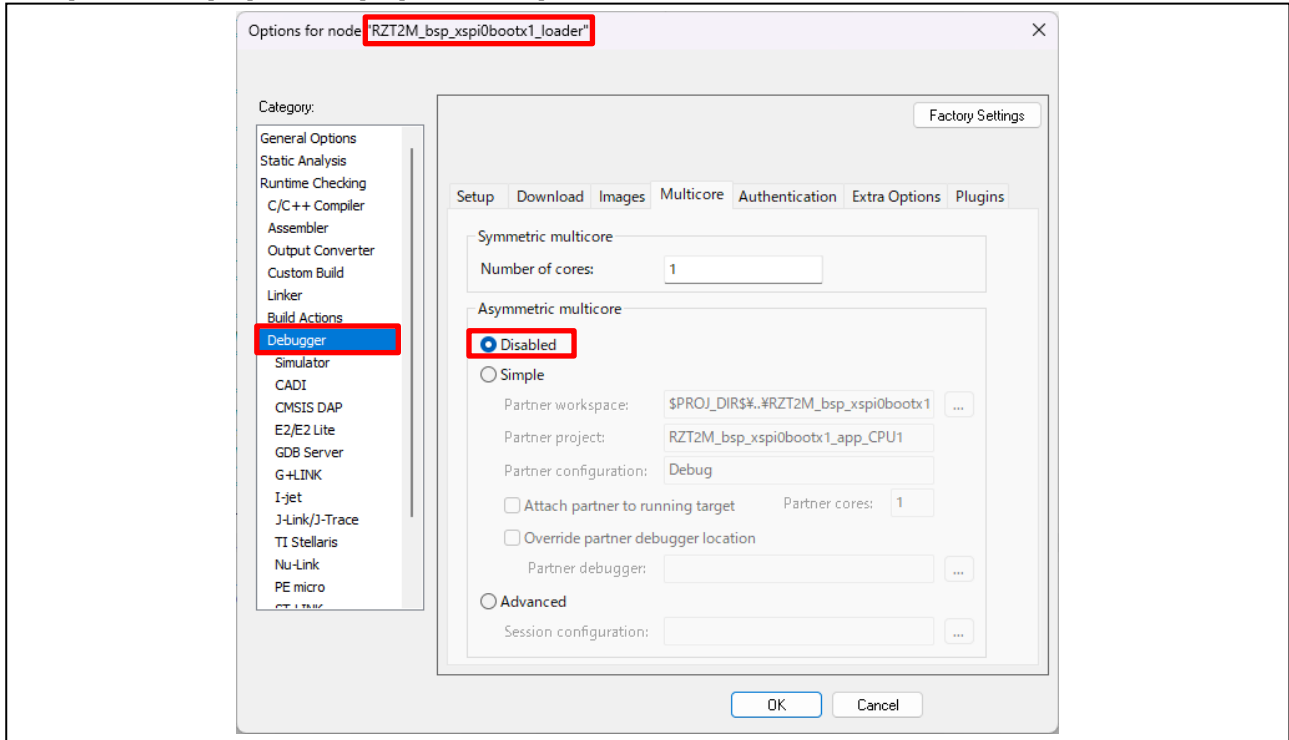 Options for node "RZT2M_bsp_xspi0bootx1_loader"
Category:
Factory Settings
General Options
Static Analysis
Runtime Checking
C/C++ Compiler
Assembler
Output Converter
Custom Build
Linker
Build Actions
Debugger
Simulator
CADI
CMSIS DAP
E2/E2 Lite
GDB Server
G+LINK
I-jet
J-Link/J-Trace
TI Stellaris
Nu-Link
PE micro
Setup Download Images Multicore Authentication Extra Options Plugins
Symmetric multicore
Number of cores: 1
Asymmetric multicore
Disabled
Simple
Partner workspace: $PROJ_DIR$¥..¥RZT2M_bsp_xspi0bootx1 ...
Partner project: RZT2M_bsp_xspi0bootx1_app_CPU1
Partner configuration: Debug
Attach partner to running target Partner cores: 1
Override partner debugger location
Partner debugger: ...
Advanced
Session configuration: ...
OK Cancel